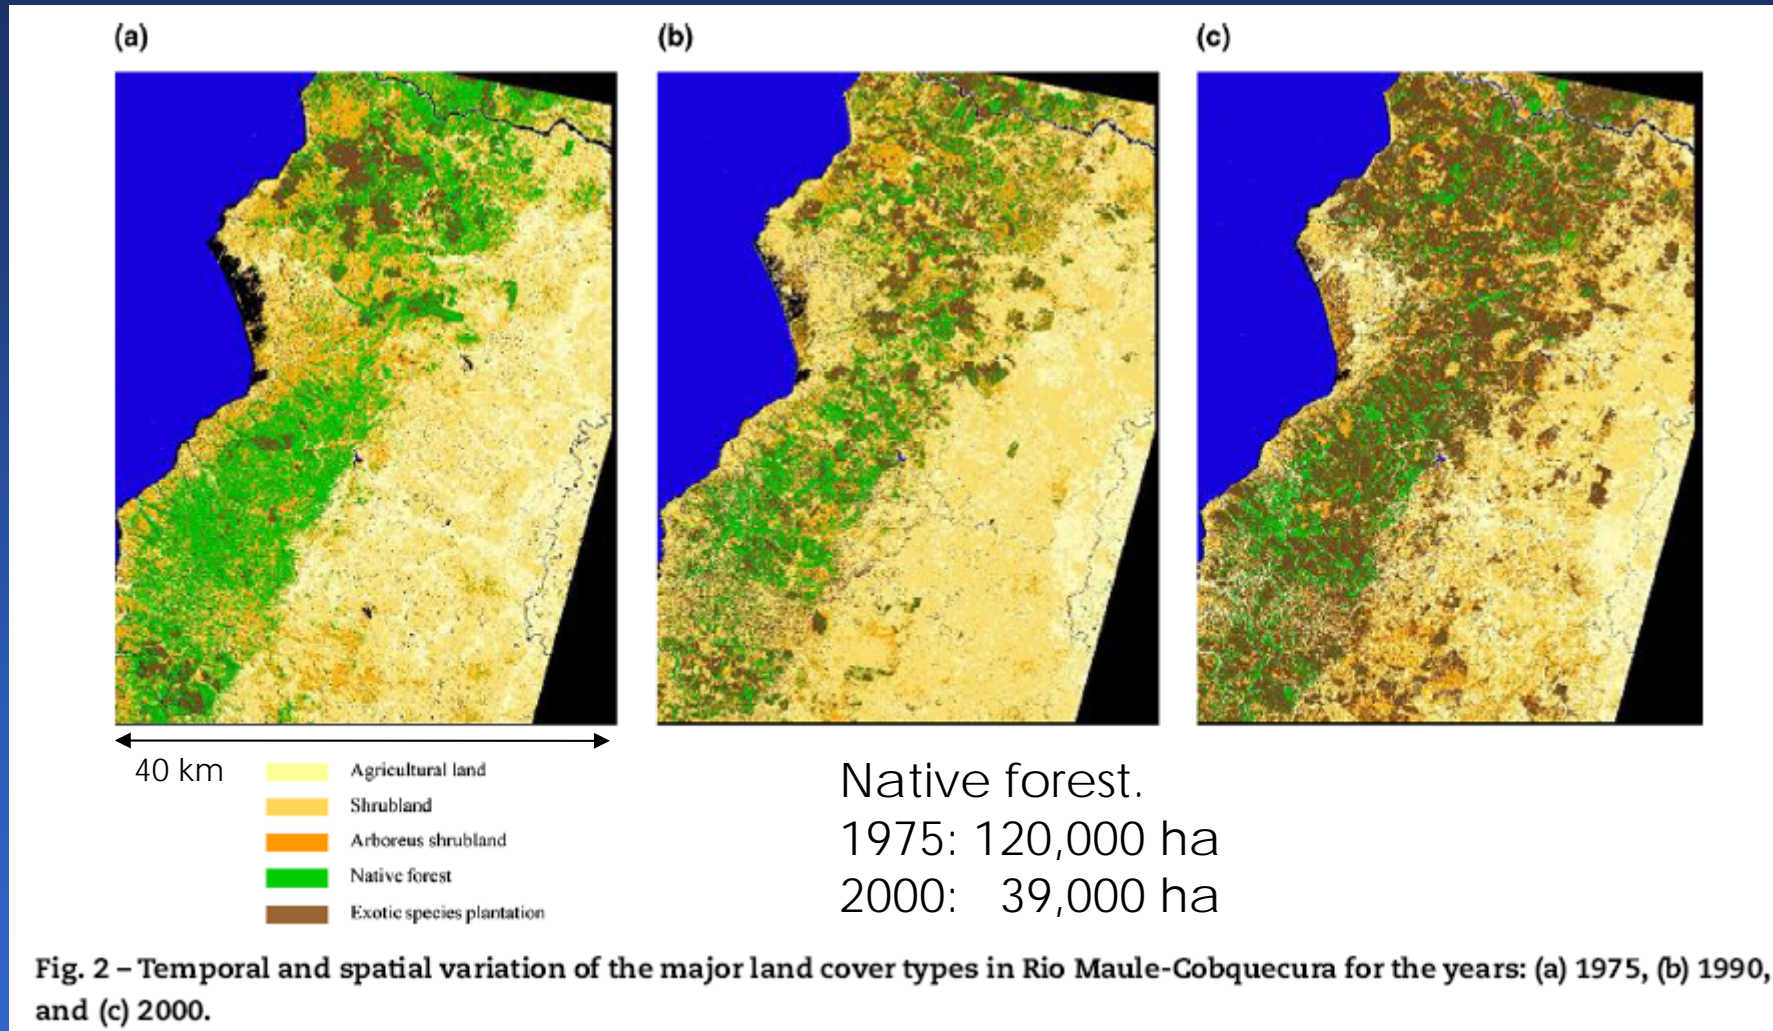 (a)
(b)
(c)
40 km
Agricultural land
Shrubland
Arboreus shrubland
Native forest
Exotic species plantation
Native forest.
1975: 120,000 ha
2000: 39,000 ha
Fig. 2 – Temporal and spatial variation of the major land cover types in Rio Maule-Cobquecura for the years: (a) 1975, (b) 1990,
and (c) 2000.